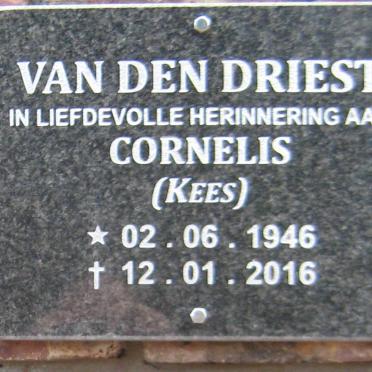 VAN DEN DRIEST
IN LIEFDEVOLLE HERINNERING AA
CORNELIS
(KEES)
★ 02 . 06 . 1946
† 12 . 01 . 2016